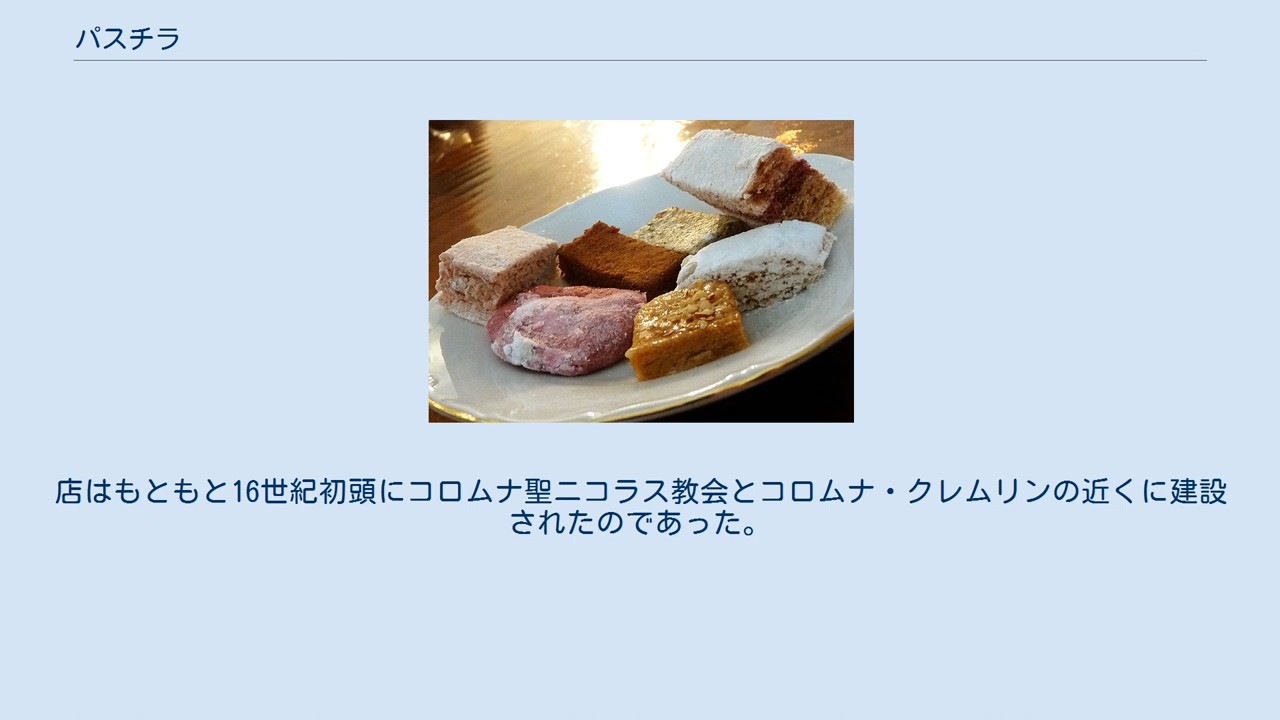 パスチラ
店はもともと16世紀初頭にコロムナ聖ニコラス教会とコロムナ・クレムリンの近くに建設
されたのであった。